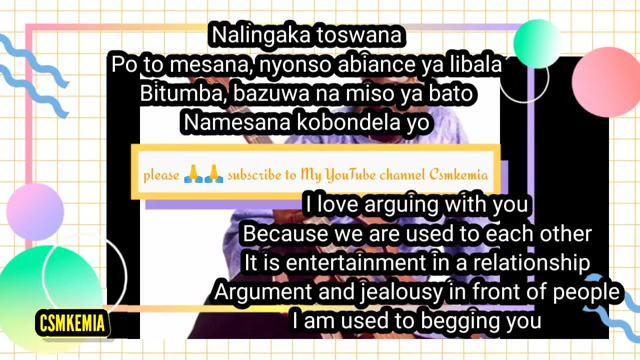 Nalingaka toswana
Po to mesana, nyonso abiance ya libala
Bitumba, bazuwa na miso ya bato
Namesana kobondela yo
please 🙏🙏 subscribe to My YouTube channel Csmkemia
I love arguing with you
Because we are used to each other
It is entertainment in a relationship
Argument and jealousy in front of people
I am used to begging you
CSMKEMIA